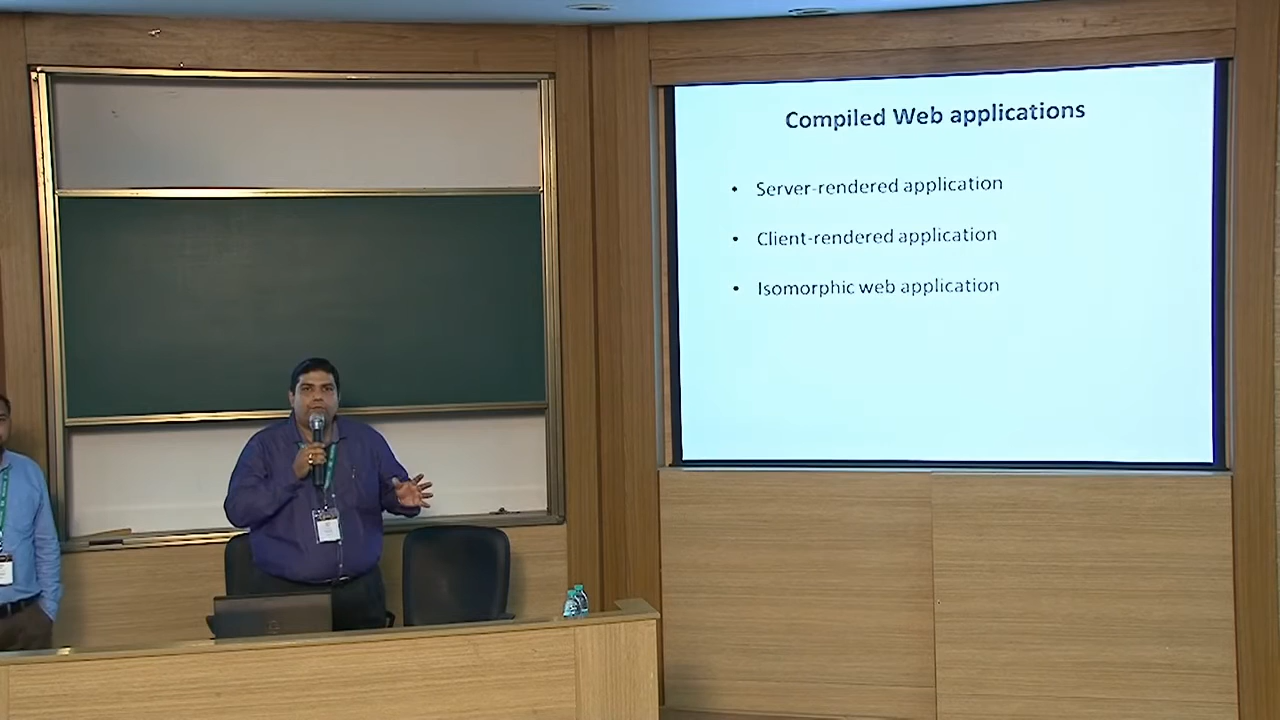 Compiled Web applications
• Server-rendered application
• Client-rendered application
• Isomorphic web application